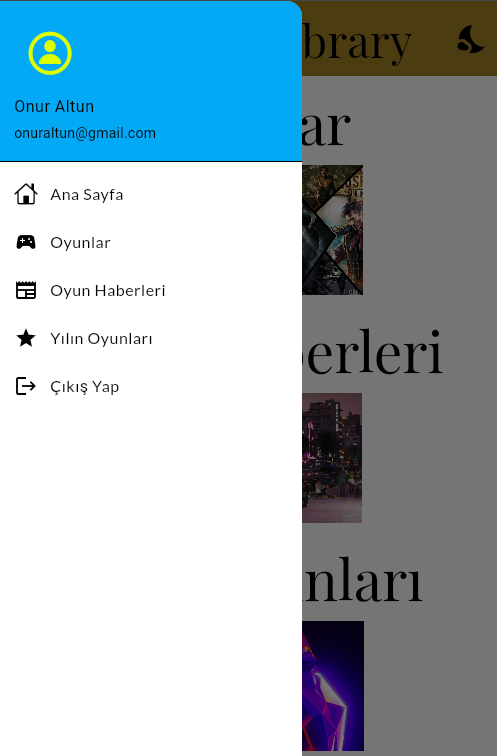 brary
Onur Altun
onuraltun@gmail.com
ar
Ana Sayfa
Oyunlar
Oyun Haberleri
Yılın Oyunları
Çıkış Yap
berleri
nları